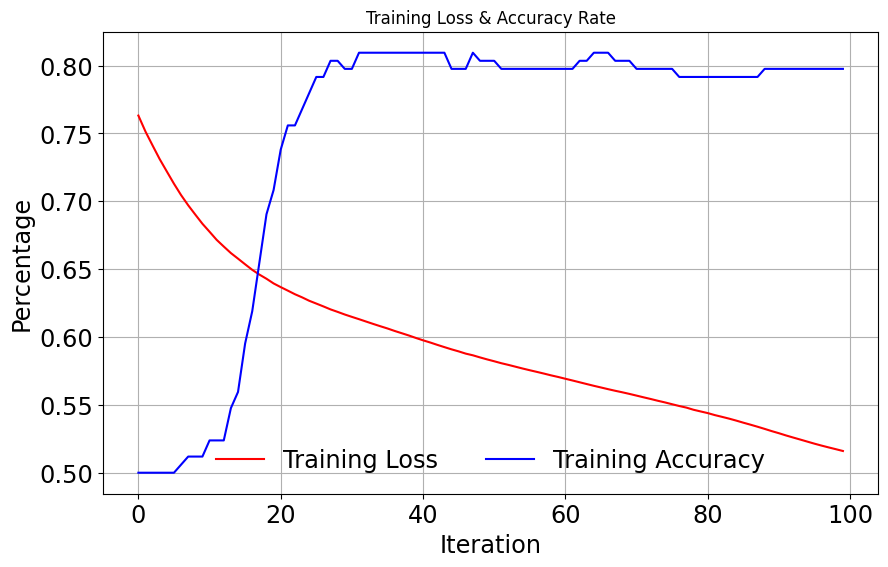 Training Loss & Accuracy Rate
Percentage
0.80
0.75
0.70
0.65
0.60
0.55
0.50
Training Loss
Training Accuracy
0
20
40
60
80
100
Iteration